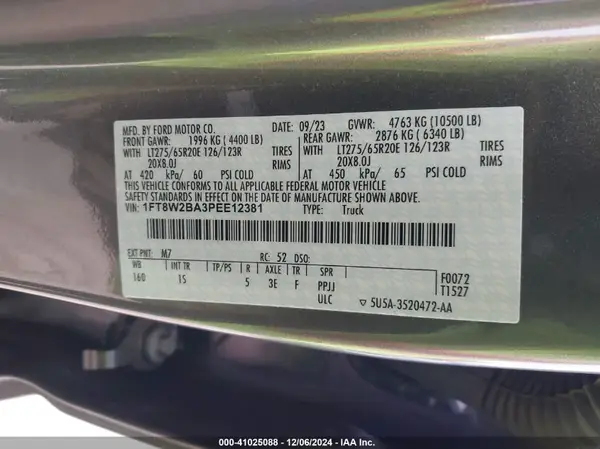 MFD. BY FORD MOTOR CO. 09/23 GVWR: 4763 KG (10500 LB)
FRONT GAWR: 1996 KG (4400 LB) REAR GAWR: 2876 KG (6340 LB)
WITH LT275/65R20E 126/123R TIRES WITH LT275/65R20E 126/123R TIRES
20X8.0J RIMS 20X8.0J RIMS
AT 420 kPa/ 60 PSI COLD AT 450 kPa/ 65 PSI COLD
THIS VEHICLE CONFORMS TO ALL APPLICABLE FEDERAL MOTOR VEHICLE
SAFETY STANDARDS IN EFFECT ON THE DATE OF MANUFACTURE SHOWN ABOVE.
VIN: 1FT8W2BA3PEE12381 TYPE: Truck
EXT PNT: M7 RC: 52 DSO:
WB INT TR TP/PS R AXLE TR SPR F0072
160 15 5 3E F PPJJ T1527
ULC ▽ 5U5A-3520472-AA
000-41025088 - 12/06/2024 - IAA Inc.